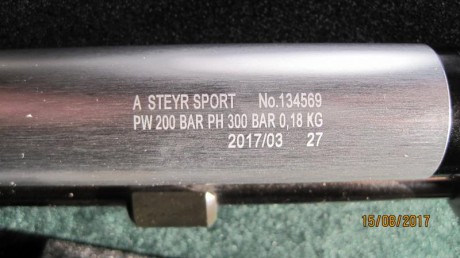 A STEYR SPORT No.134569
PW 200 BAR PH 300 BAR 0,18 KG
2017/03 27
15/08/2017